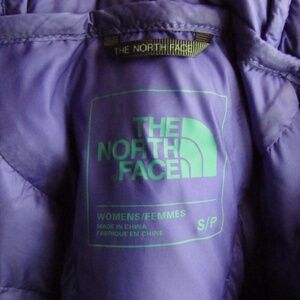 THE NORTH FACE
THE
NORTH
FACE
WOMENS/FEMMES
MADE IN CHINA
FABRIQUÉ EN CHINE
S/P